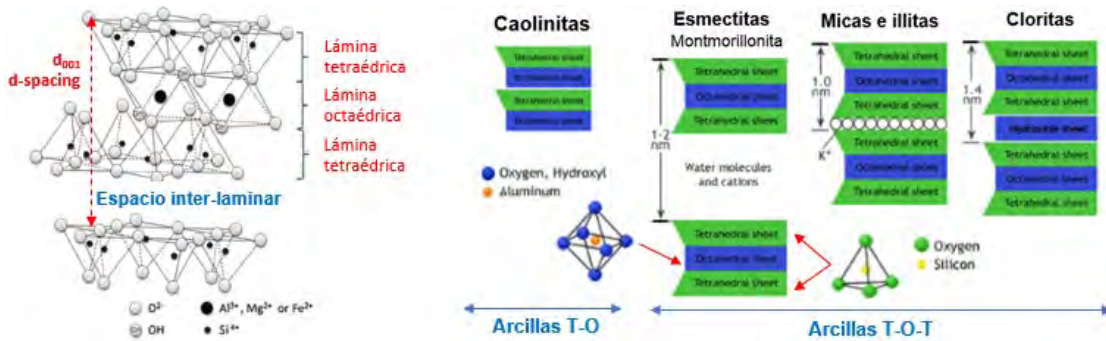 d001
d-spacing
Lámina
tetraédrica
Lámina
octaédrica
Lámina
tetraédrica
Espacio inter-laminar
O2-
OH
Al3+, Mg2+ or Fe2+
Si4+
Caolinitas
Tetrahedral sheet
Octahedral sheet
Tetrahedral sheet
Octahedral sheet
Oxygen, Hydroxyl
Aluminum
Esmectitas
Montmorillonita
Tetrahedral sheet
Octahedral sheet
Tetrahedral sheet
1-2
nm
Water molecules
and cations
Tetrahedral sheet
Octahedral sheet
Tetrahedral sheet
Micas e illitas
Tetrahedral sheet
Octahedral sheet
Tetrahedral sheet
1.0
nm
K+
Tetrahedral sheet
Octahedral sheet
Tetrahedral sheet
Oxygen
Silicon
Cloritas
Tetrahedral sheet
Octahedral sheet
Tetrahedral sheet
1.4
nm
Hydroxide sheet
Tetrahedral sheet
Octahedral sheet
Tetrahedral sheet
Arcillas T-O
Arcillas T-O-T